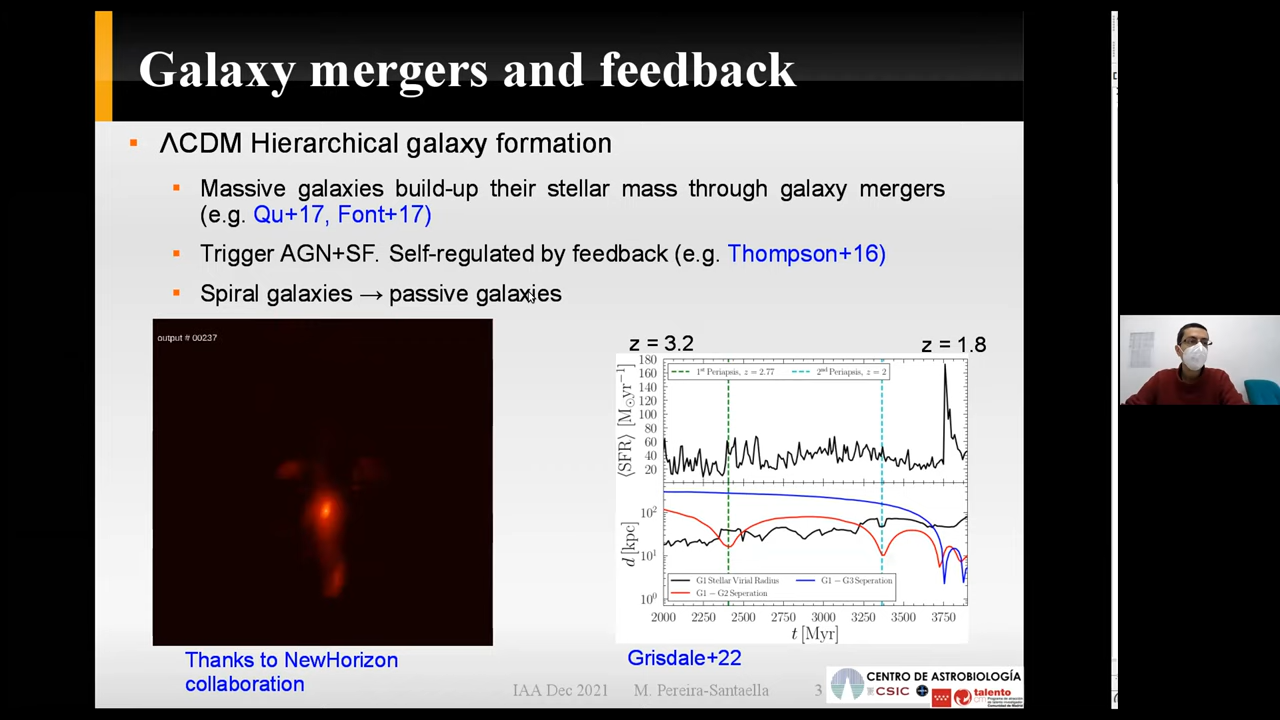 Galaxy mergers and feedback
ΛCDM Hierarchical galaxy formation
Massive galaxies build-up their stellar mass through galaxy mergers
(e.g. Qu+17, Font+17)
Trigger AGN+SF. Self-regulated by feedback (e.g. Thompson+16)
Spiral galaxies → passive galaxies
output # 00237
z = 3.2
z = 1.8
1st Periapsis, z = 2.77
2nd Periapsis, z = 2
⟨SFR⟩ [M⊙yr⁻¹]
180
160
140
120
100
80
60
40
20
d [kpc]
10²
10¹
10⁰
G1 Stellar Virial Radius
G1 − G3 Seperation
G1 − G2 Seperation
2000 2250 2500 2750 3000 3250 3500 3750
t [Myr]
Thanks to NewHorizon
collaboration
Grisdale+22
IAA Dec 2021 M. Pereira-Santaella 3
CENTRO DE ASTROBIOLOGÍA
CSIC
talento
Comunidad de Madrid